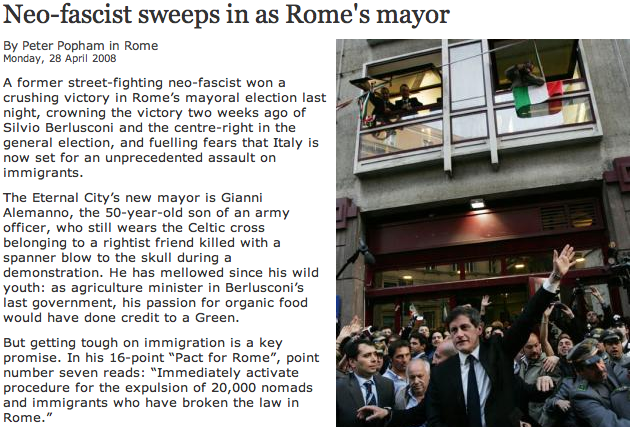 Neo-fascist sweeps in as Rome's mayor
By Peter Popham in Rome
Monday, 28 April 2008
A former street-fighting neo-fascist won a
crushing victory in Rome’s mayoral election last
night, crowning the victory two weeks ago of
Silvio Berlusconi and the centre-right in the
general election, and fuelling fears that Italy is
now set for an unprecedented assault on
immigrants.
The Eternal City’s new mayor is Gianni
Alemanno, the 50-year-old son of an army
officer, who still wears the Celtic cross
belonging to a rightist friend killed with a
spanner blow to the skull during a
demonstration. He has mellowed since his wild
youth: as agriculture minister in Berlusconi’s
last government, his passion for organic food
would have done credit to a Green.
But getting tough on immigration is a key
promise. In his 16-point “Pact for Rome”, point
number seven reads: “Immediately activate
procedure for the expulsion of 20,000 nomads
and immigrants who have broken the law in
Rome.”